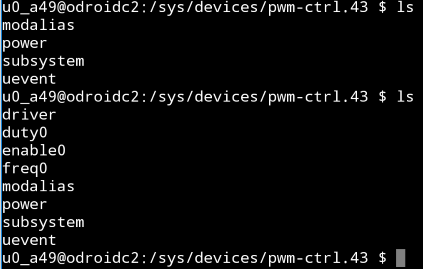 u0_a49@odroidc2:/sys/devices/pwm-ctrl.43 $ ls
modalias
power
subsystem
uevent
u0_a49@odroidc2:/sys/devices/pwm-ctrl.43 $ ls
driver
duty0
enable0
freq0
modalias
power
subsystem
uevent
u0_a49@odroidc2:/sys/devices/pwm-ctrl.43 $